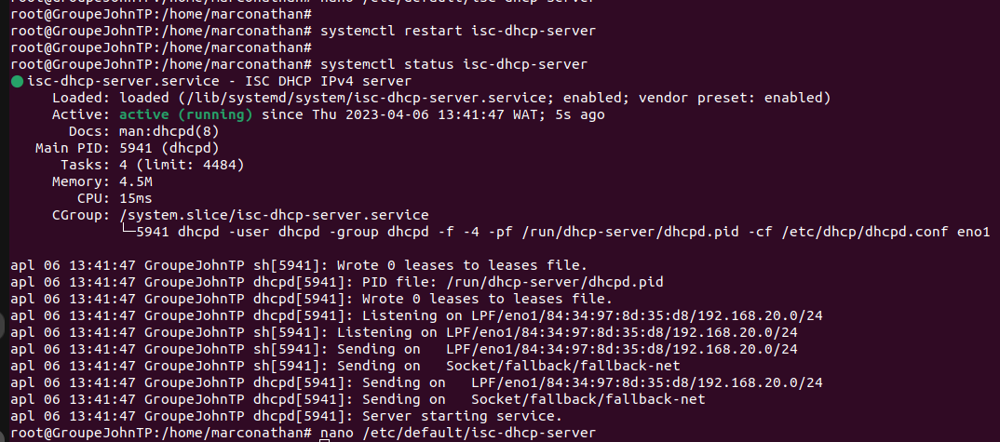 root@GroupeJohnTP:/home/marconathan# nano /etc/default/isc-dhcp-server
root@GroupeJohnTP:/home/marconathan#
root@GroupeJohnTP:/home/marconathan# systemctl restart isc-dhcp-server
root@GroupeJohnTP:/home/marconathan#
root@GroupeJohnTP:/home/marconathan# systemctl status isc-dhcp-server
● isc-dhcp-server.service - ISC DHCP IPv4 server
Loaded: loaded (/lib/systemd/system/isc-dhcp-server.service; enabled; vendor preset: enabled)
Active: active (running) since Thu 2023-04-06 13:41:47 WAT; 5s ago
Docs: man:dhcpd(8)
Main PID: 5941 (dhcpd)
Tasks: 4 (limit: 4484)
Memory: 4.5M
CPU: 15ms
CGroup: /system.slice/isc-dhcp-server.service
└─5941 dhcpd -user dhcpd -group dhcpd -f -4 -pf /run/dhcp-server/dhcpd.pid -cf /etc/dhcp/dhcpd.conf eno1
apl 06 13:41:47 GroupeJohnTP sh[5941]: Wrote 0 leases to leases file.
apl 06 13:41:47 GroupeJohnTP dhcpd[5941]: PID file: /run/dhcp-server/dhcpd.pid
apl 06 13:41:47 GroupeJohnTP dhcpd[5941]: Wrote 0 leases to leases file.
apl 06 13:41:47 GroupeJohnTP dhcpd[5941]: Listening on LPF/eno1/84:34:97:8d:35:d8/192.168.20.0/24
apl 06 13:41:47 GroupeJohnTP sh[5941]: Listening on LPF/eno1/84:34:97:8d:35:d8/192.168.20.0/24
apl 06 13:41:47 GroupeJohnTP sh[5941]: Sending on   LPF/eno1/84:34:97:8d:35:d8/192.168.20.0/24
apl 06 13:41:47 GroupeJohnTP sh[5941]: Sending on   Socket/fallback/fallback-net
apl 06 13:41:47 GroupeJohnTP dhcpd[5941]: Sending on   LPF/eno1/84:34:97:8d:35:d8/192.168.20.0/24
apl 06 13:41:47 GroupeJohnTP dhcpd[5941]: Sending on   Socket/fallback/fallback-net
apl 06 13:41:47 GroupeJohnTP dhcpd[5941]: Server starting service.
root@GroupeJohnTP:/home/marconathan# nano /etc/default/isc-dhcp-server